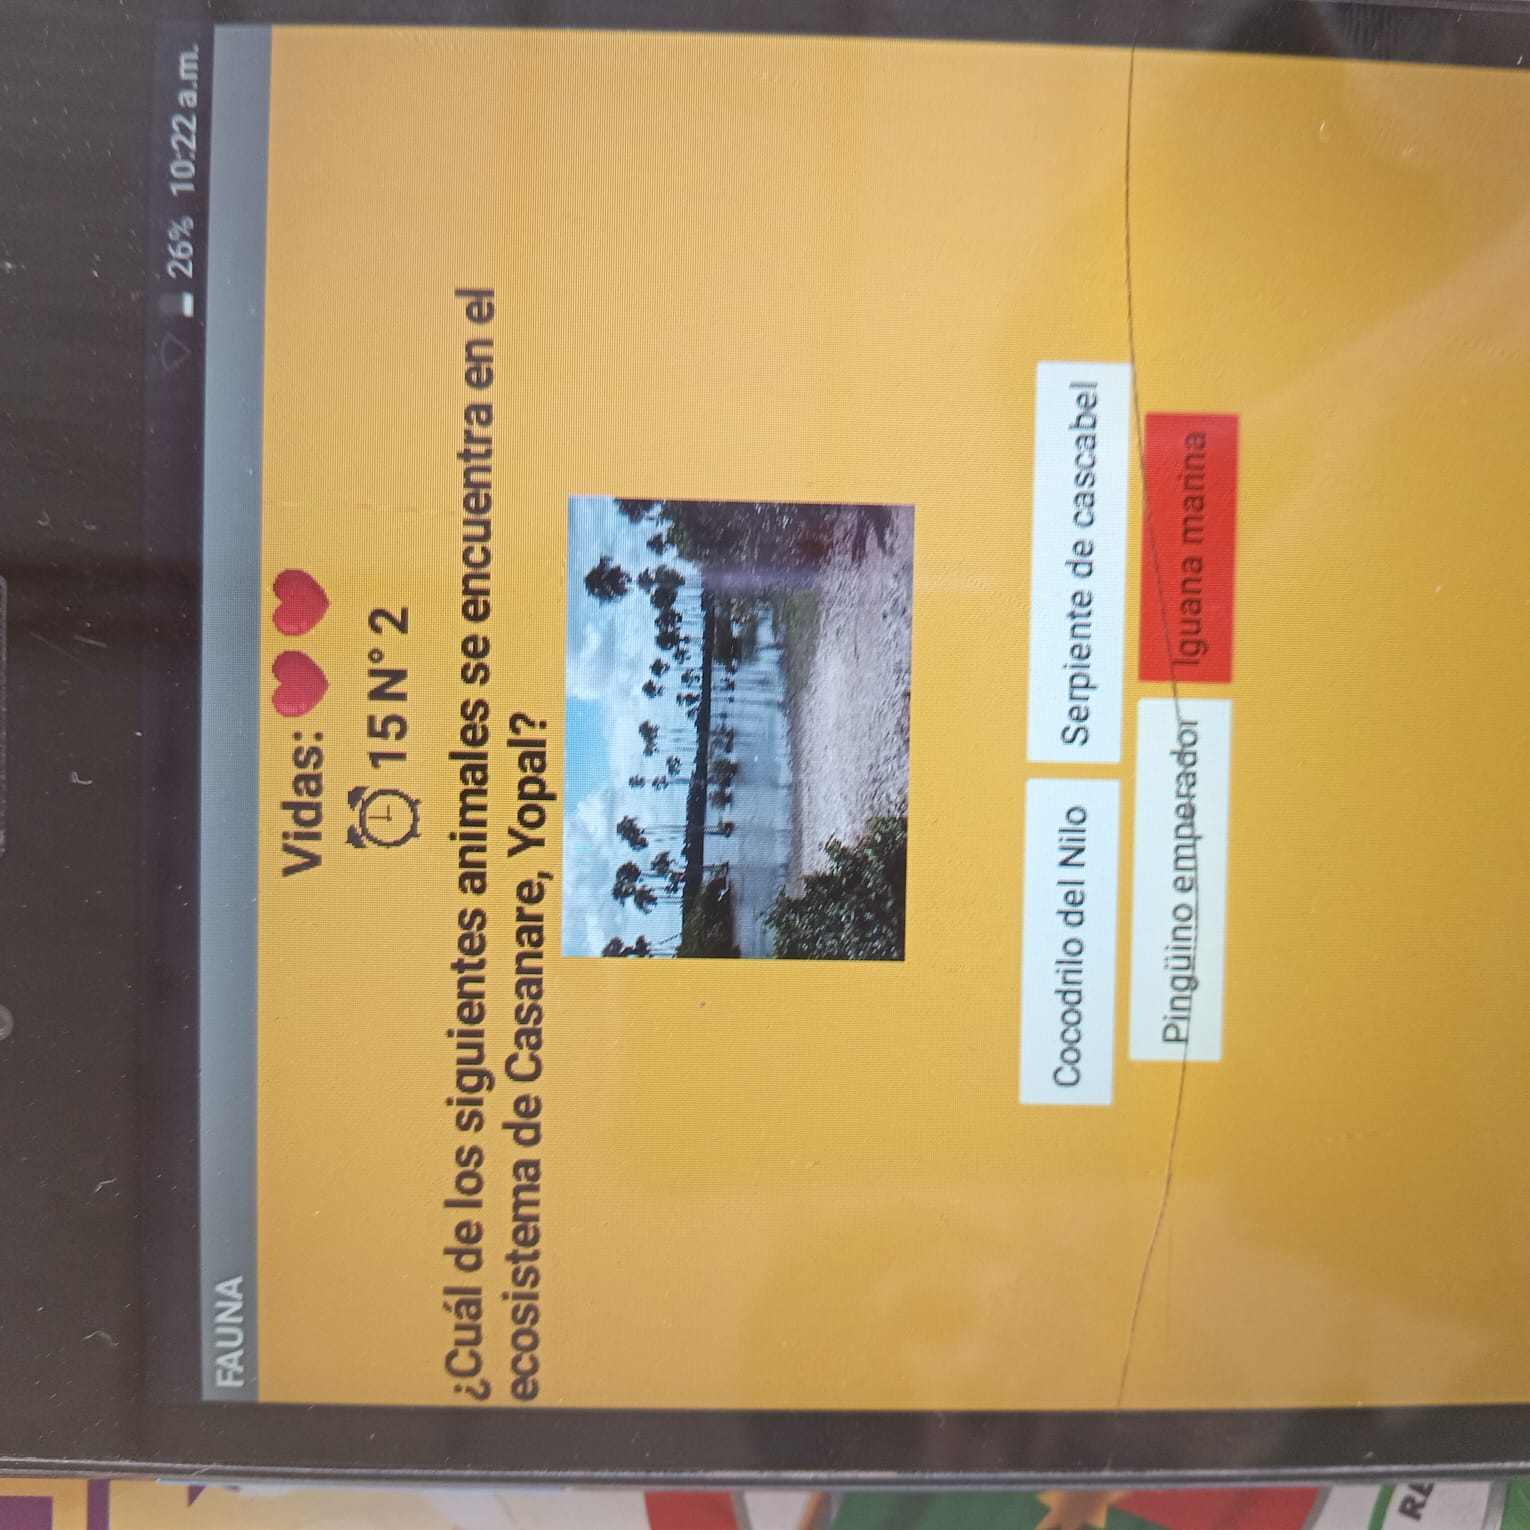 26% 10:22 a.m.
FAUNA
Vidas:
15 N° 2
¿Cuál de los siguientes animales se encuentra en el
ecosistema de Casanare, Yopal?
Cocodrilo del Nilo
Serpiente de cascabel
Pingüino emperador
Iguana marina